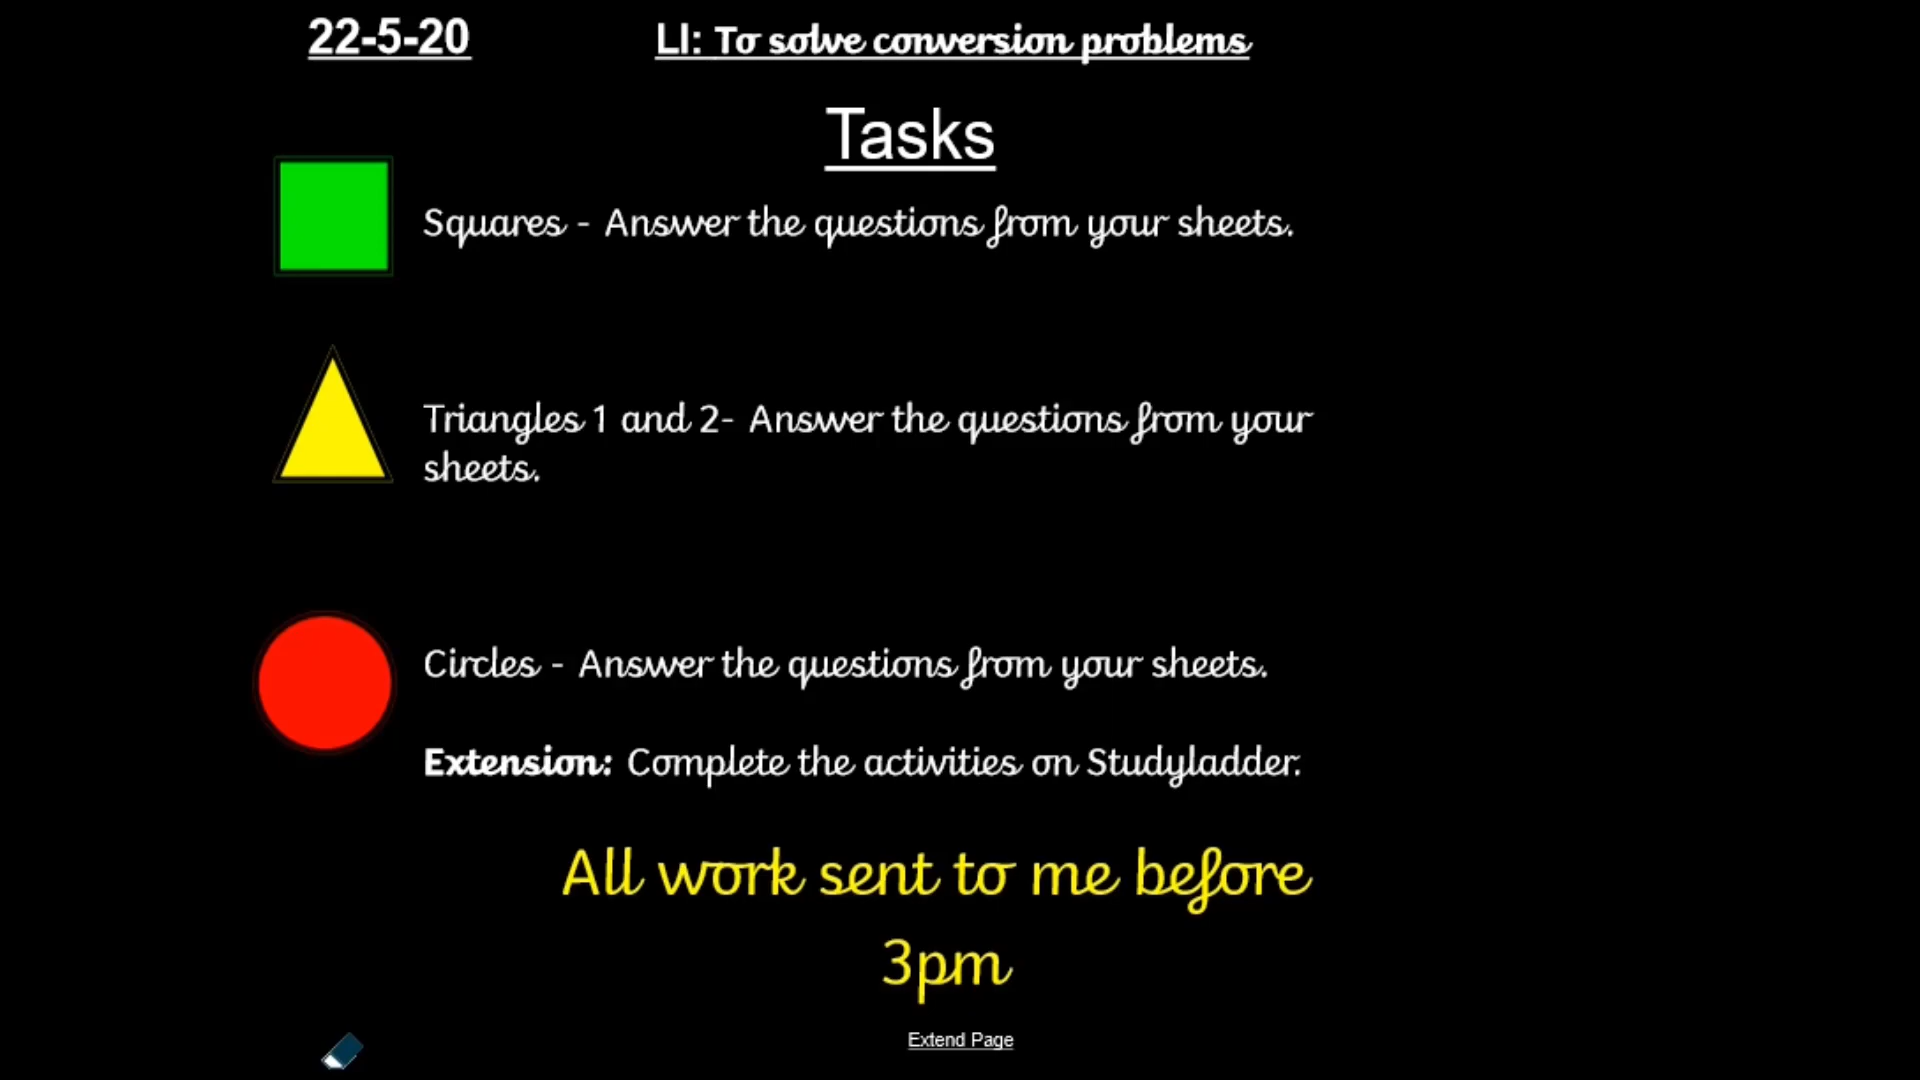 22-5-20
LI: To solve conversion problems
Tasks
Squares - Answer the questions from your sheets.
Triangles 1 and 2- Answer the questions from your
sheets.
Circles - Answer the questions from your sheets.
Extension: Complete the activities on Studyladder.
All work sent to me before
3pm
Extend Page